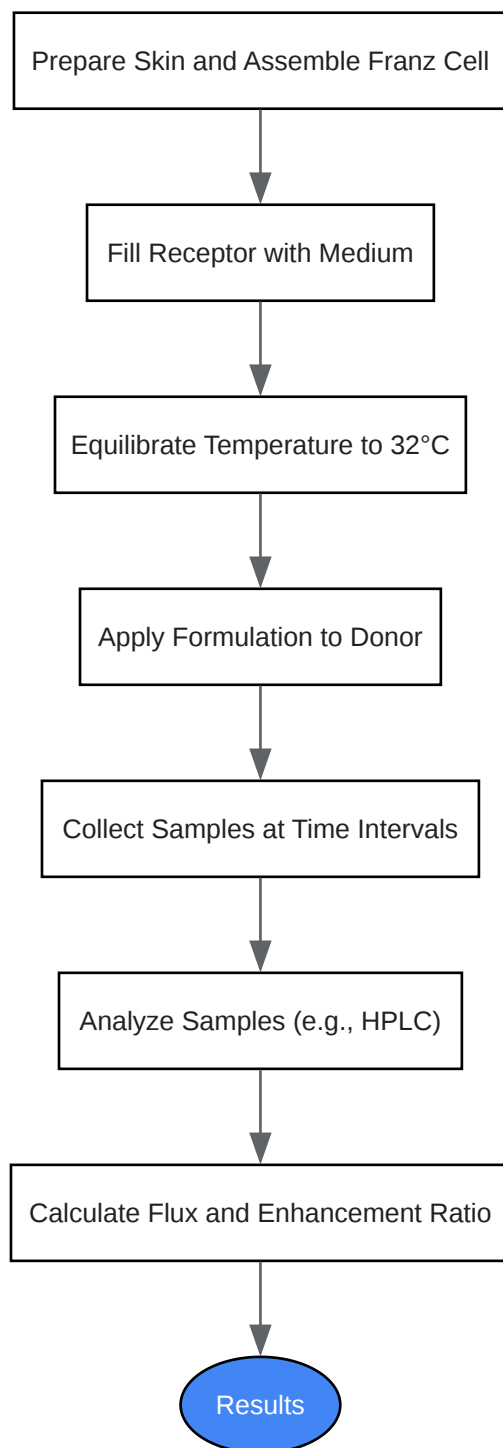 Prepare Skin and Assemble Franz Cell
Fill Receptor with Medium
Equilibrate Temperature to 32°C
Apply Formulation to Donor
Collect Samples at Time Intervals
Analyze Samples (e.g., HPLC)
Calculate Flux and Enhancement Ratio
Results